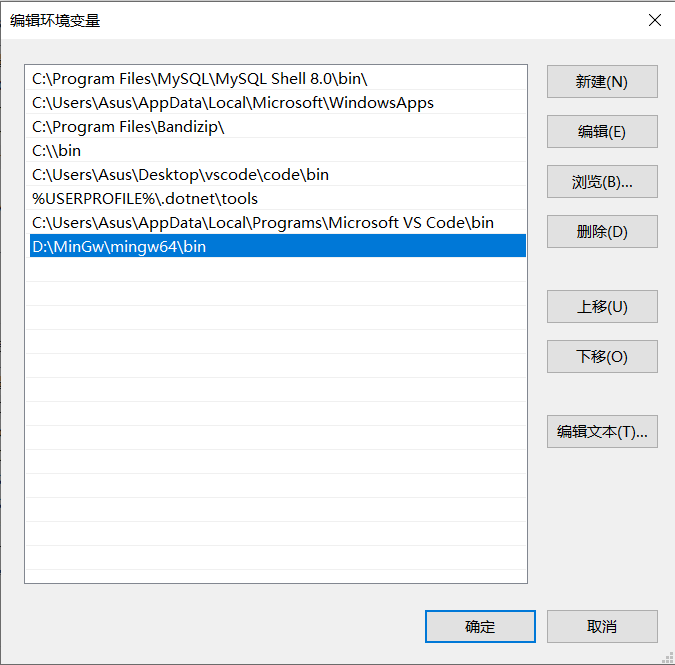 编辑环境变量
C:\Program Files\MySQL\MySQL Shell 8.0\bin\
C:\Users\Asus\AppData\Local\Microsoft\WindowsApps
C:\Program Files\Bandizip\
C:\\bin
C:\Users\Asus\Desktop\vscode\code\bin
%USERPROFILE%\.dotnet\tools
C:\Users\Asus\AppData\Local\Programs\Microsoft VS Code\bin
D:\MinGw\mingw64\bin
新建(N)
编辑(E)
浏览(B)...
删除(D)
上移(U)
下移(O)
编辑文本(T)...
确定
取消